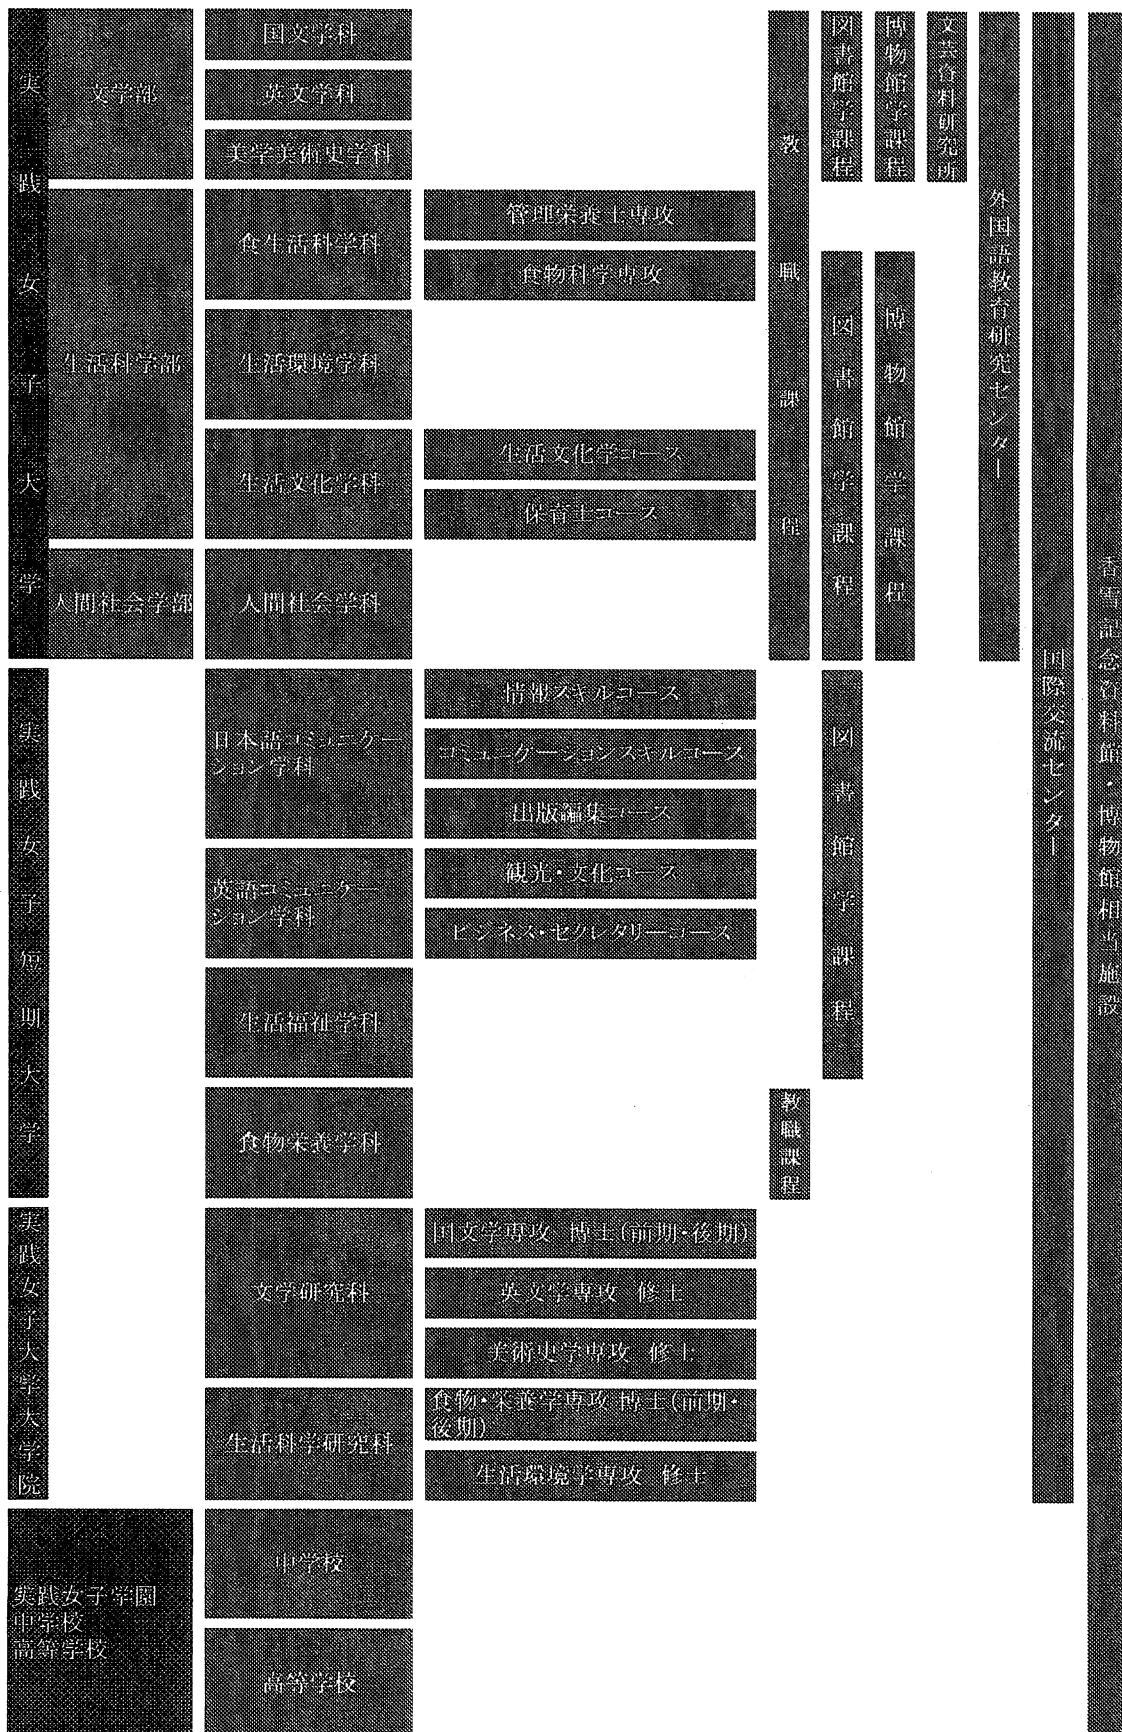 実践女子大学
文学部
国文学科
英文学科
美学美術史学科
生活科学部
食生活科学科
管理栄養士専攻
食物科学専攻
生活環境学科
生活文化学科
生活文化学コース
保育士コース
人間社会学部
人間社会学科
教職課程
図書館学課程
博物館学課程
文芸資料研究所
図書館学課程
博物館学課程
外国語教育研究センター
国際交流センター
香雪記念資料館・博物館相当施設
実践女子短期大学
日本語コミュニケー
ション学科
情報スキルコース
コミュニケーションスキルコース
出版編集コース
英語コミュニケー
ション学科
観光・文化コース
ビジネス・セクレタリーコース
生活福祉学科
食物栄養学科
図書館学課程
教職課程
実践女子大学大学院
文学研究科
国文学専攻 博士(前期・後期)
英文学専攻 修士
美術史学専攻 修士
生活科学研究科
食物・栄養学専攻 博士(前期・
後期)
生活環境学専攻 修士
実践女子学園
中学校
高等学校
中学校
高等学校